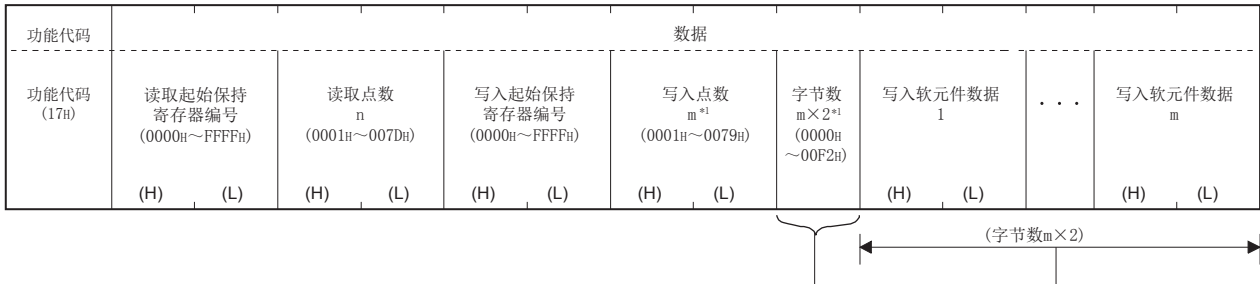 功能代码 数据
功能代码
(17H)
读取起始保持
寄存器编号
(0000H～FFFFH)
(H) (L)
读取点数
n
(0001H～007DH)
(H) (L)
写入起始保持
寄存器编号
(0000H～FFFFH)
(H) (L)
写入点数
m*1
(0001H～0079H)
(H) (L)
字节数
m×2*1
(0000H
～00F2H)
写入软元件数据
1
(H) (L)
···
写入软元件数据
m
(H) (L)
(字节数m×2)